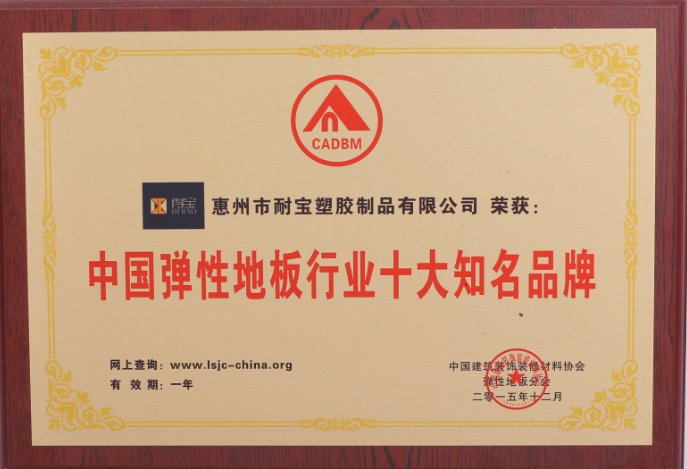 CADBM
耐宝 惠州市耐宝塑胶制品有限公司 荣获：
DEBAO
中国弹性地板行业十大知名品牌
网上查询：www.lsjc-china.org
有 效 期：一年
中国建筑装饰装修材料协会
弹性地板分会
二零一五年十二月